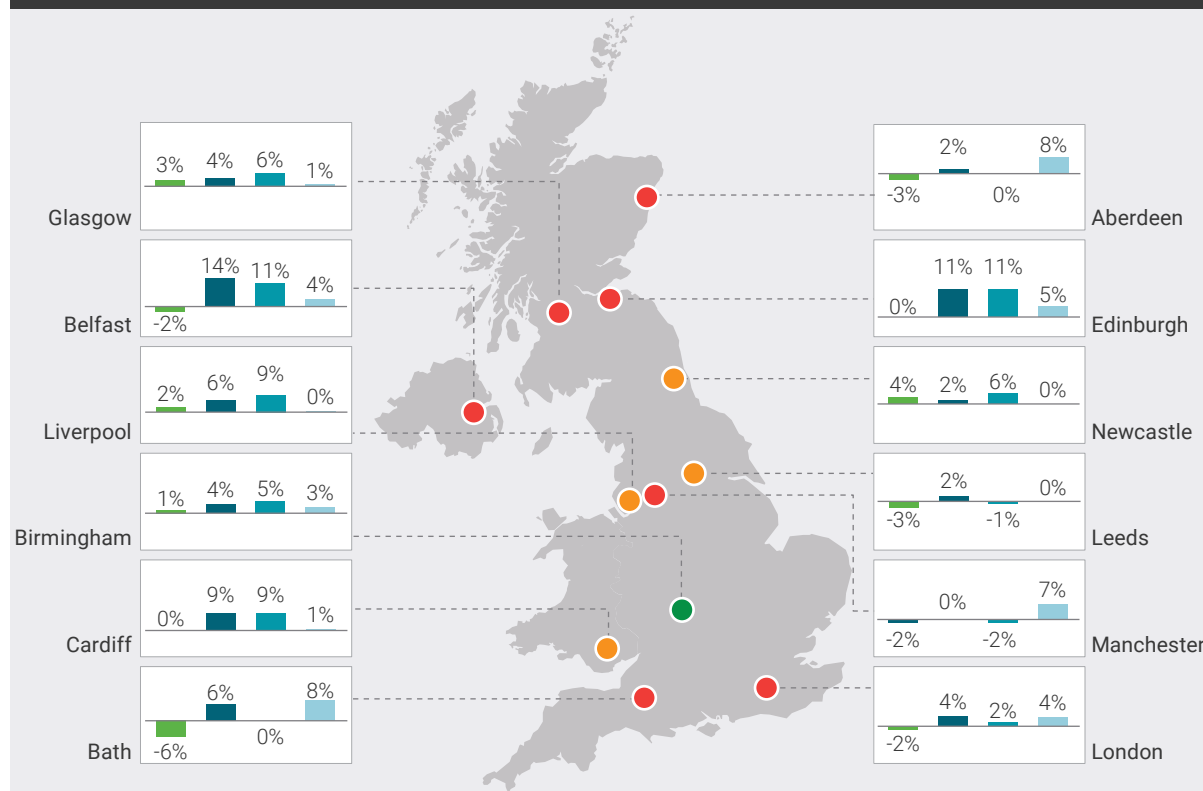 3% 4% 6% 1%
Glasgow
14% 11% 4%
-2%
Belfast
2% 6% 9% 0%
Liverpool
1% 4% 5% 3%
Birmingham
0% 9% 9% 1%
Cardiff
6% 8%
-6% 0%
Bath
2% 8%
-3% 0%
Aberdeen
0% 11% 11% 5%
Edinburgh
4% 2% 6% 0%
Newcastle
2% 0%
-3% -1%
Leeds
0% 7%
-2% -2%
Manchester
4% 2% 4%
-2%
London